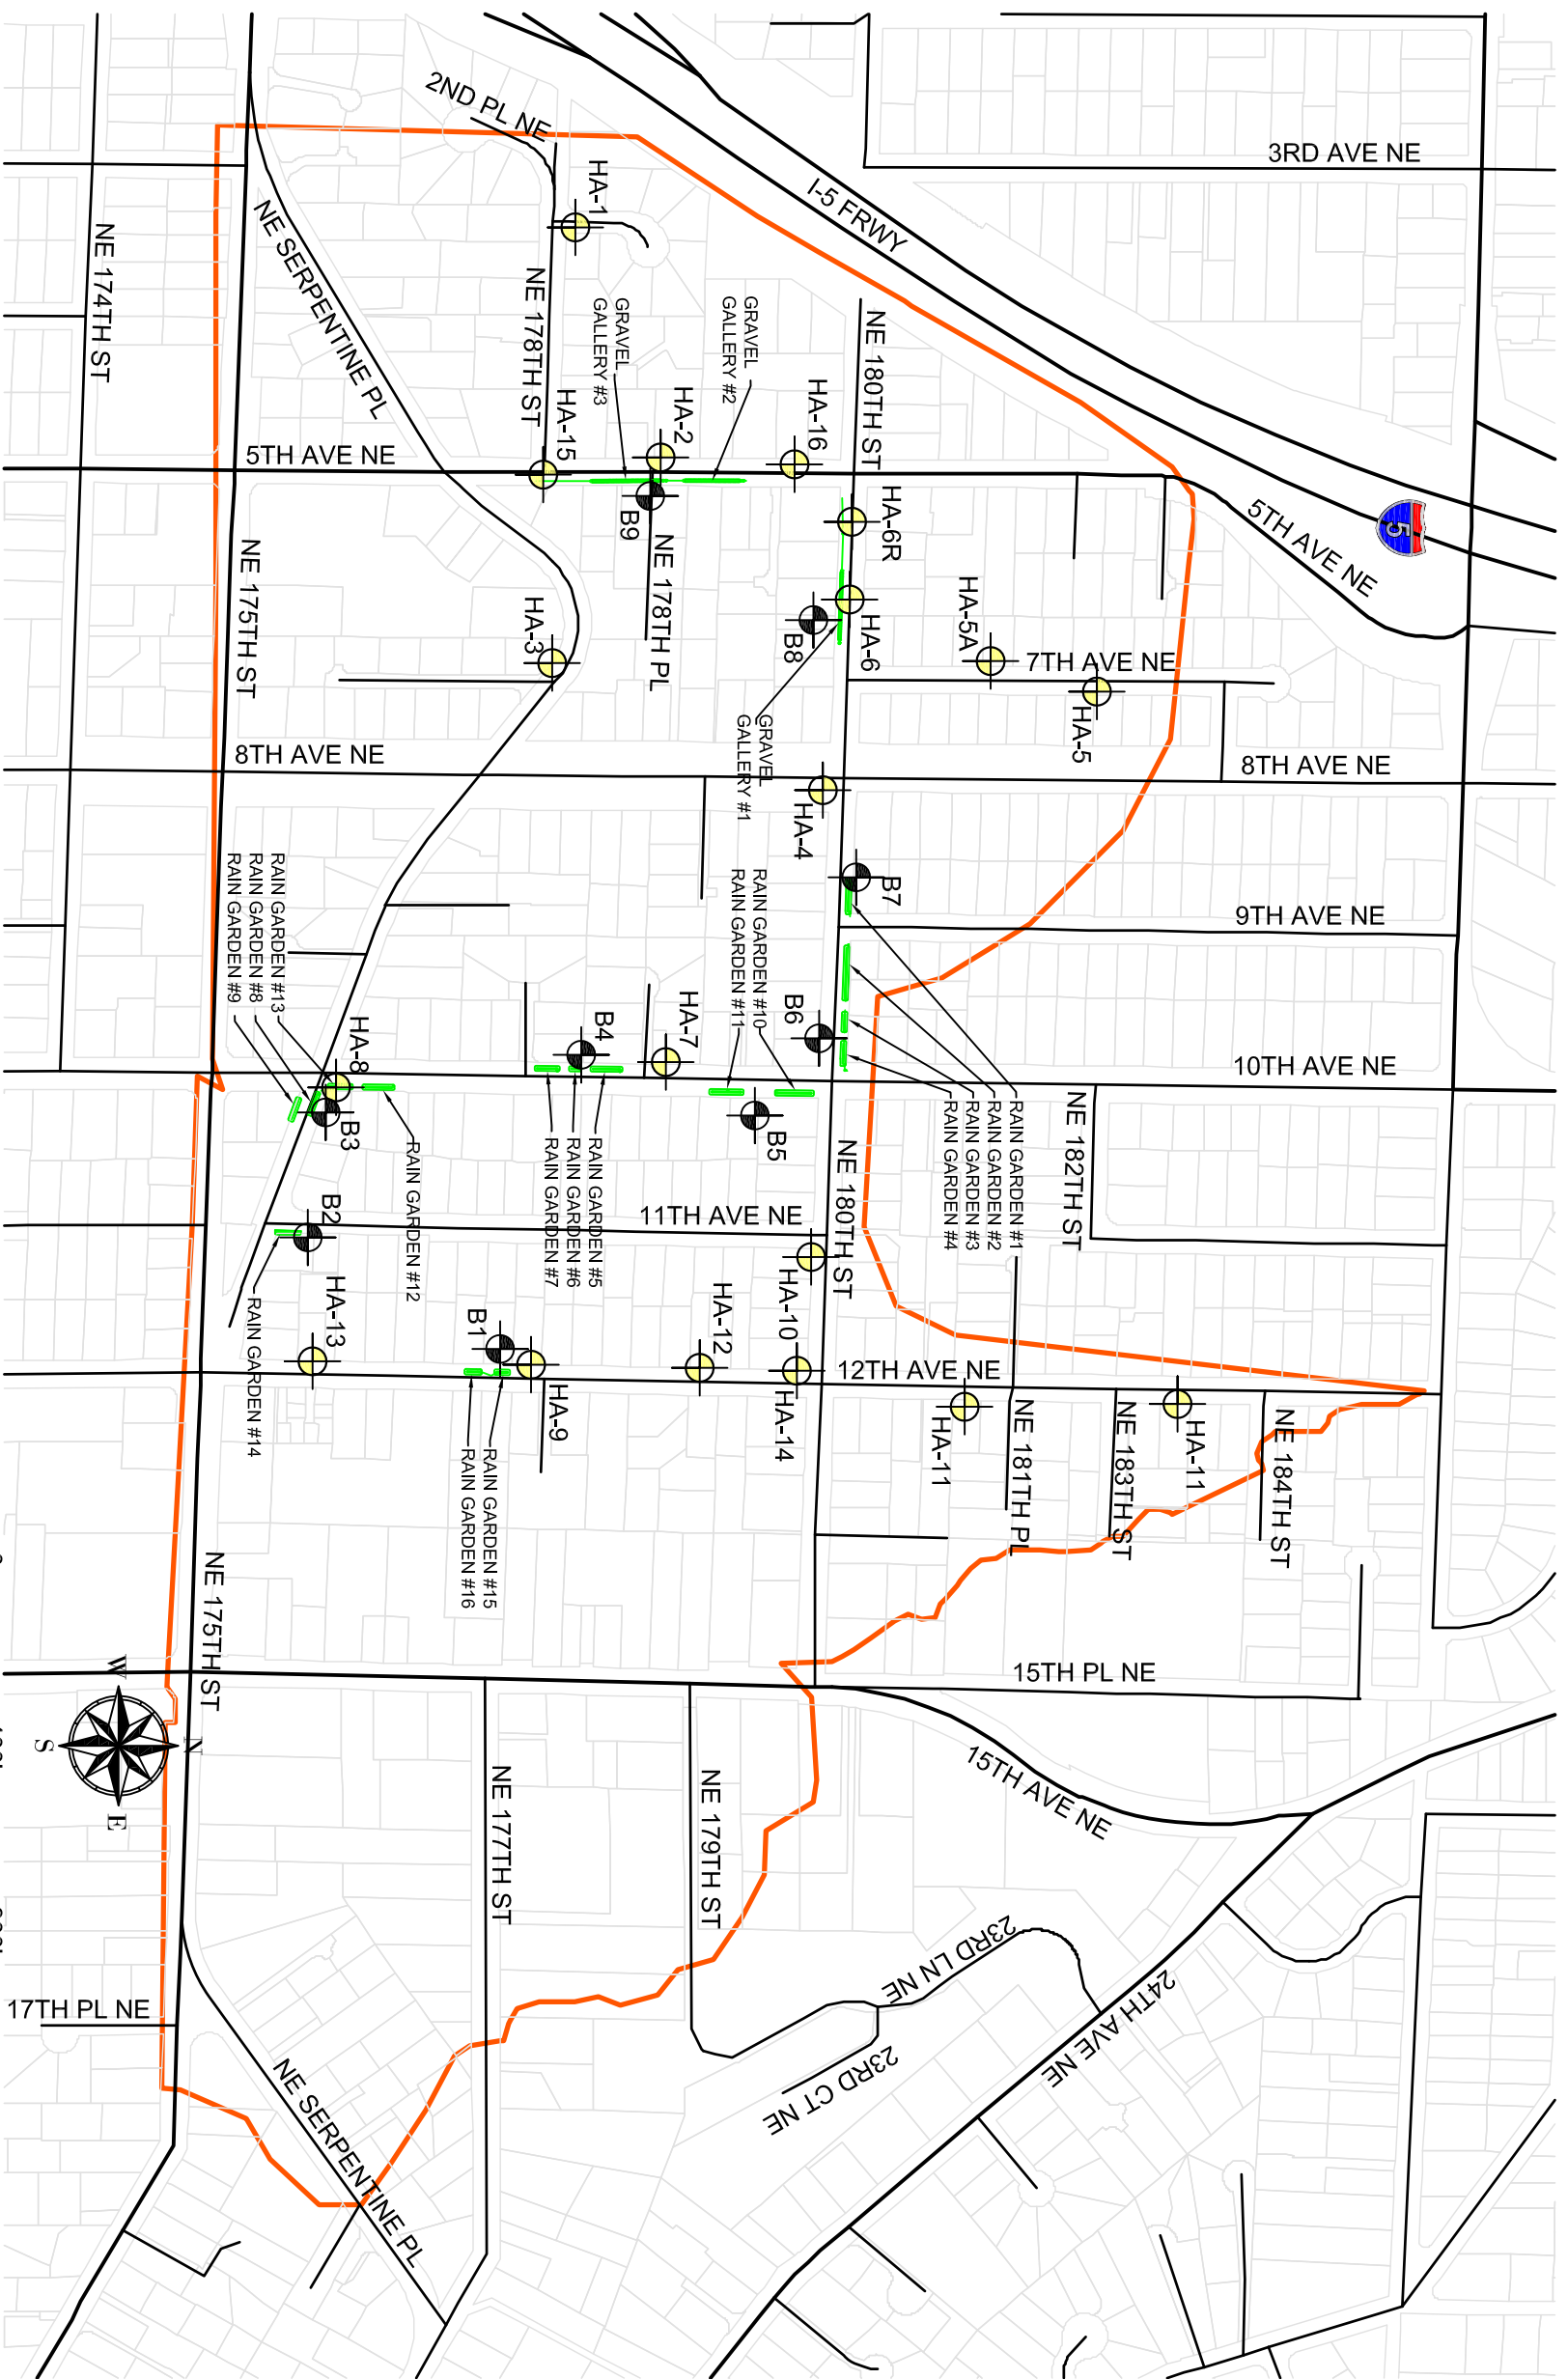 3RD AVE NE
2ND PL NE
I-5 FRWY
HA-1
NE SERPENTINE PL
NE 174TH ST
NE 178TH ST
GRAVEL
GALLERY #3
GRAVEL
GALLERY #2
NE 180TH ST
HA-15
HA-2
HA-16
5TH AVE NE
5TH AVE NE
5
B9
HA-6R
NE 175TH ST
NE 178TH PL
HA-3
B8
HA-6
HA-5A
7TH AVE NE
HA-5
GRAVEL
GALLERY #1
8TH AVE NE
8TH AVE NE
HA-4
B7
9TH AVE NE
RAIN GARDEN #13
RAIN GARDEN #8
RAIN GARDEN #9
RAIN GARDEN #10
RAIN GARDEN #11
HA-8
B4
HA-7
B6
10TH AVE NE
B3
B5
RAIN GARDEN #12
RAIN GARDEN #5
RAIN GARDEN #6
RAIN GARDEN #7
RAIN GARDEN #1
RAIN GARDEN #2
RAIN GARDEN #3
RAIN GARDEN #4
NE 182TH ST
NE 180TH ST
B2
11TH AVE NE
HA-13
RAIN GARDEN #14
B1
HA-12
HA-10
12TH AVE NE
HA-9
HA-14
HA-11
NE 181TH PL
NE 183TH ST
HA-11
NE 184TH ST
RAIN GARDEN #15
RAIN GARDEN #16
NE 175TH ST
15TH PL NE
W
N
S
E
NE 177TH ST
NE 179TH ST
15TH AVE NE
23RD LN NE
24TH AVE NE
17TH PL NE
23RD CT NE
NE SERPENTINE PL